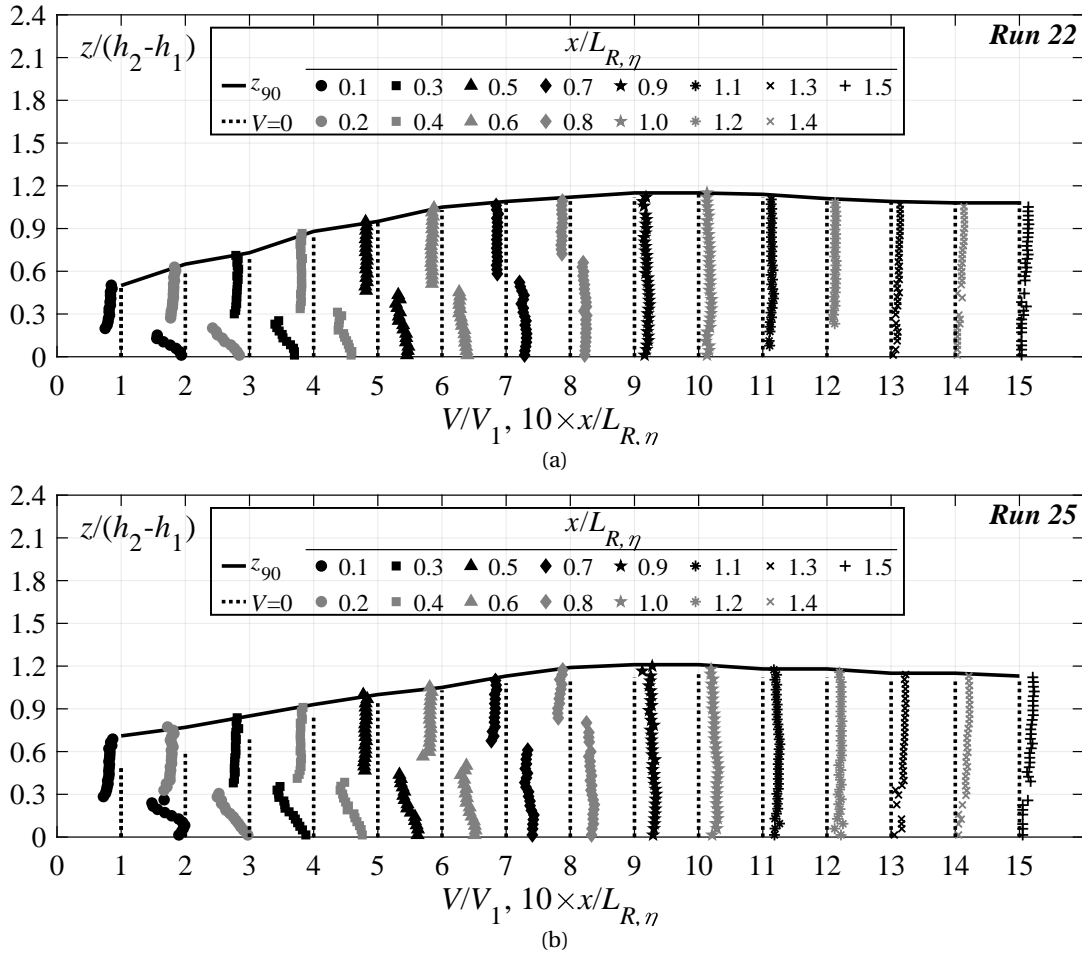 2.4
z/(h2-h1)
Run 22
x/LR,η
z90 0.1 0.3 0.5 0.7 0.9 1.1 1.3 1.5
V=0 0.2 0.4 0.6 0.8 1.0 1.2 1.4
2.1
1.8
1.5
1.2
0.9
0.6
0.3
0
0 1 2 3 4 5 6 7 8 9 10 11 12 13 14 15
V/V1, 10×x/LR,η
(a)
2.4
z/(h2-h1)
Run 25
x/LR,η
z90 0.1 0.3 0.5 0.7 0.9 1.1 1.3 1.5
V=0 0.2 0.4 0.6 0.8 1.0 1.2 1.4
2.1
1.8
1.5
1.2
0.9
0.6
0.3
0
0 1 2 3 4 5 6 7 8 9 10 11 12 13 14 15
V/V1, 10×x/LR,η
(b)